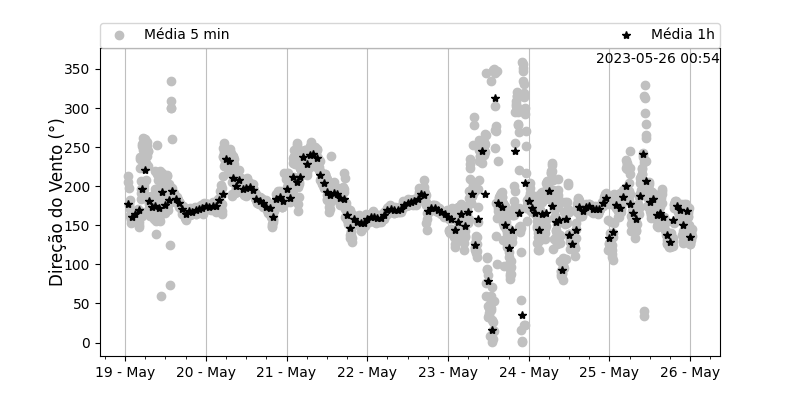 Média 5 min
Média 1h
2023-05-26 00:54
Direção do Vento (°)
350
300
250
200
150
100
50
0
19 - May
20 - May
21 - May
22 - May
23 - May
24 - May
25 - May
26 - May